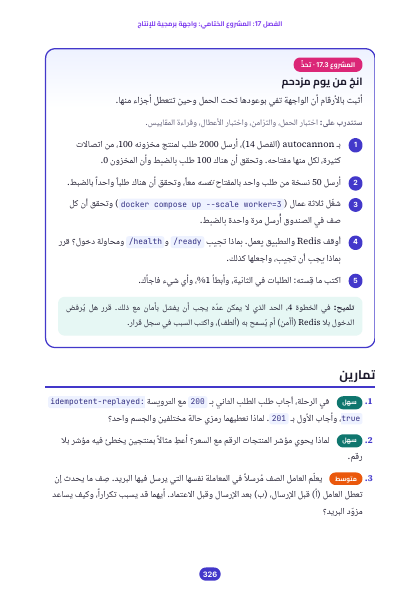 الفصل 17: المشروع الختامي: واجهة برمجية للإنتاج
المشروع 17.3 · تحدٍّ
انجُ من يوم مزدحم
أثبت بالأرقام أن الواجهة تفي بوعودها تحت الحمل وحين تتعطل أجزاء منها.
ستتدرب على: اختبار الحمل، والتزامن، واختبار الأعطال، وقراءة المقاييس.
1 بـ autocannon (الفصل 14)، أرسل 2000 طلب لمنتج مخزونه 100، من اتصالات
كثيرة، لكل منها مفتاحه. وتحقق أن هناك 100 طلب بالضبط وأن المخزون 0.
2 أرسل 50 نسخة من طلب واحد بالمفتاح نفسه معاً، وتحقق أن هناك طلباً واحداً بالضبط.
3 شغّل ثلاثة عمال (docker compose up --scale worker=3) وتحقق أن كل
صف في الصندوق أُرسل مرة واحدة بالضبط.
4 أوقف Redis والتطبيق يعمل. بماذا تجيب /ready و /health ومحاولة دخول؟ قرر
بماذا يجب أن تجيب، واجعلها كذلك.
5 اكتب ما قِسته: الطلبات في الثانية، وأبطأ 1%، وأي شيء فاجأك.
تلميح: في الخطوة 4، الحد الذي لا يمكن عدّه يجب أن يفشل بأمان مع ذلك. قرر هل يُرفض
الدخول بلا Redis (آمن) أم يُسمح به (ألطف)، واكتب السبب في سجل قرار.
تمارين
1. سهل في الرحلة، أجاب طلب الطلب الثاني بـ 200 مع الترويسة idempotent-replayed:
true، وأجاب الأول بـ 201. لماذا نعطيهما رمزي حالة مختلفين والجسم واحد؟
2. سهل لماذا يحوي مؤشر المنتجات الرقم مع السعر؟ أعطِ مثالاً بمنتجين يخطئ فيه مؤشر بلا
رقم.
3. متوسط يعلّم العامل الصف مُرسلاً في المعاملة نفسها التي يرسل فيها البريد. صِف ما يحدث إن
تعطل العامل (أ) قبل الإرسال، (ب) بعد الإرسال وقبل الاعتماد. أيهما قد يسبب تكراراً، وكيف يساعد
مزوّد البريد؟
326